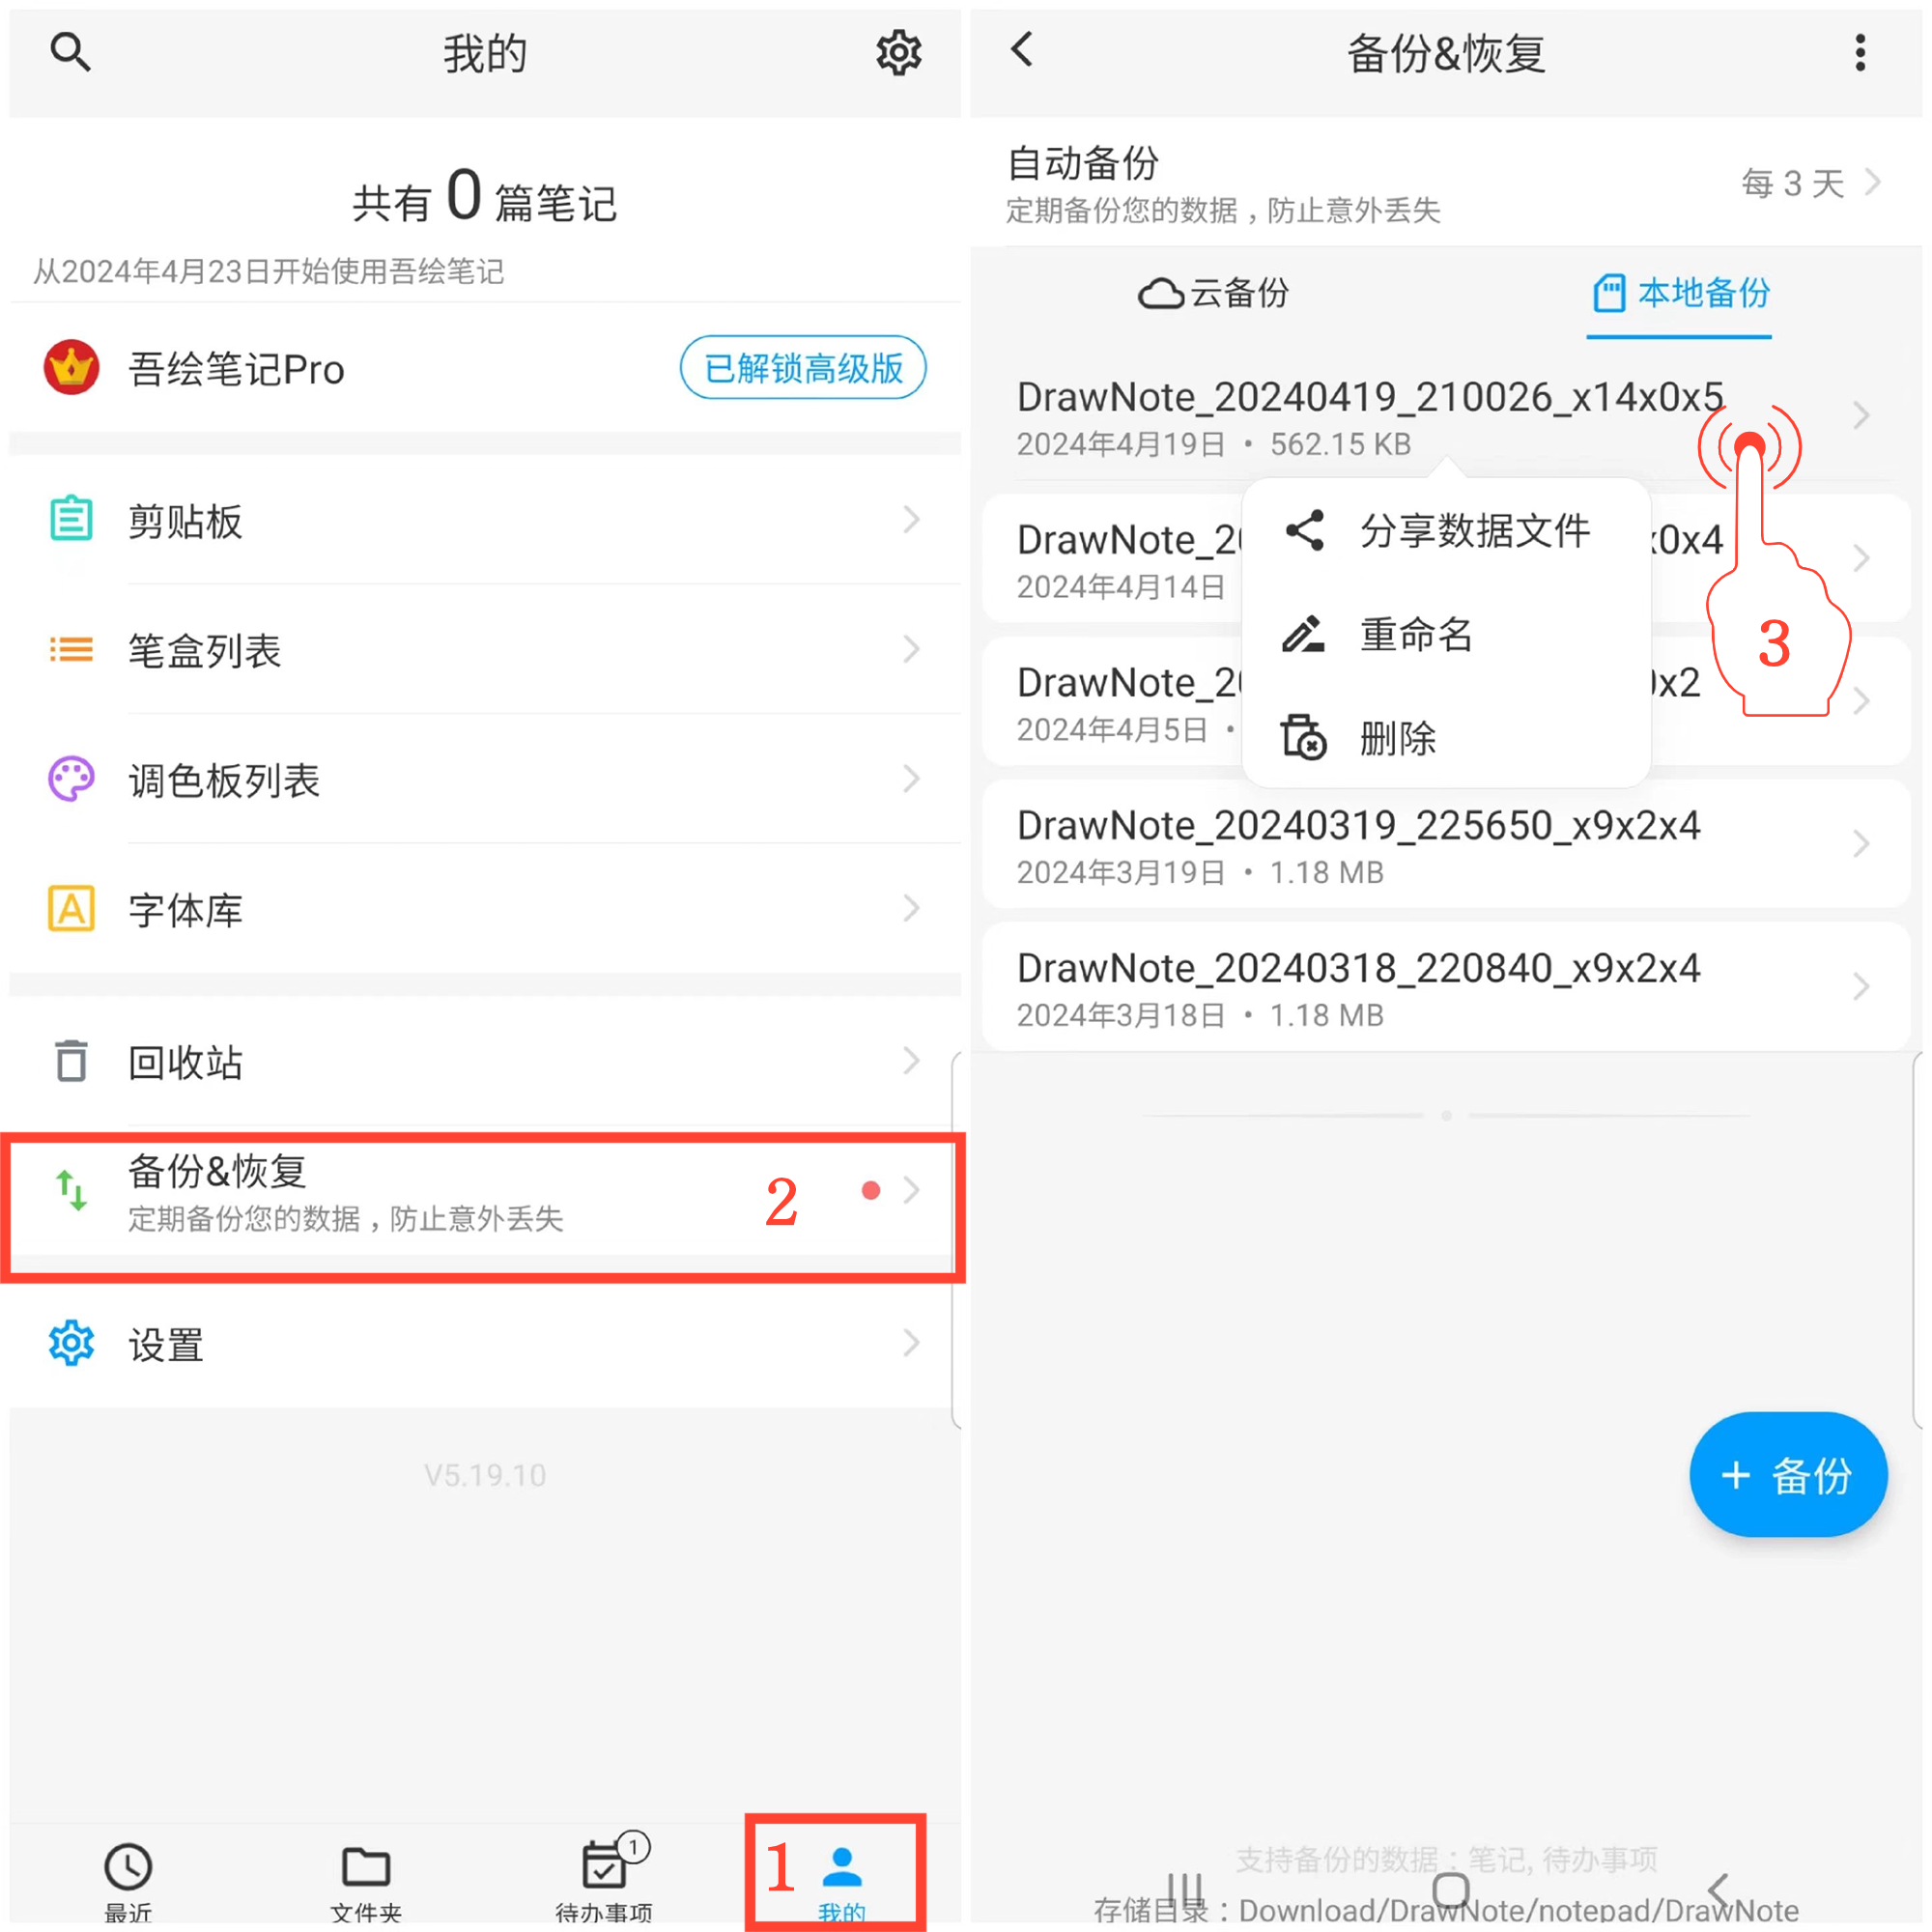 我的
共有 0 篇笔记
从2024年4月23日开始使用吾绘笔记
吾绘笔记Pro
已解锁高级版
剪贴板
笔盒列表
调色板列表
字体库
回收站
备份&恢复
定期备份您的数据，防止意外丢失
2
设置
V5.19.10
最近
文件夹
待办事项
1
1
我的
备份&恢复
自动备份
定期备份您的数据，防止意外丢失
每 3 天
云备份
本地备份
DrawNote_20240419_210026_x14x0x5
2024年4月19日 • 562.15 KB
3
分享数据文件
重命名
删除
DrawNote_2
x0x4
2024年4月14日
DrawNote_2
x2
2024年4月5日 •
DrawNote_20240319_225650_x9x2x4
2024年3月19日 • 1.18 MB
DrawNote_20240318_220840_x9x2x4
2024年3月18日 • 1.18 MB
+ 备份
支持备份的数据：笔记, 待办事项
存储目录：Download/DrawNote/notepad/DrawNote